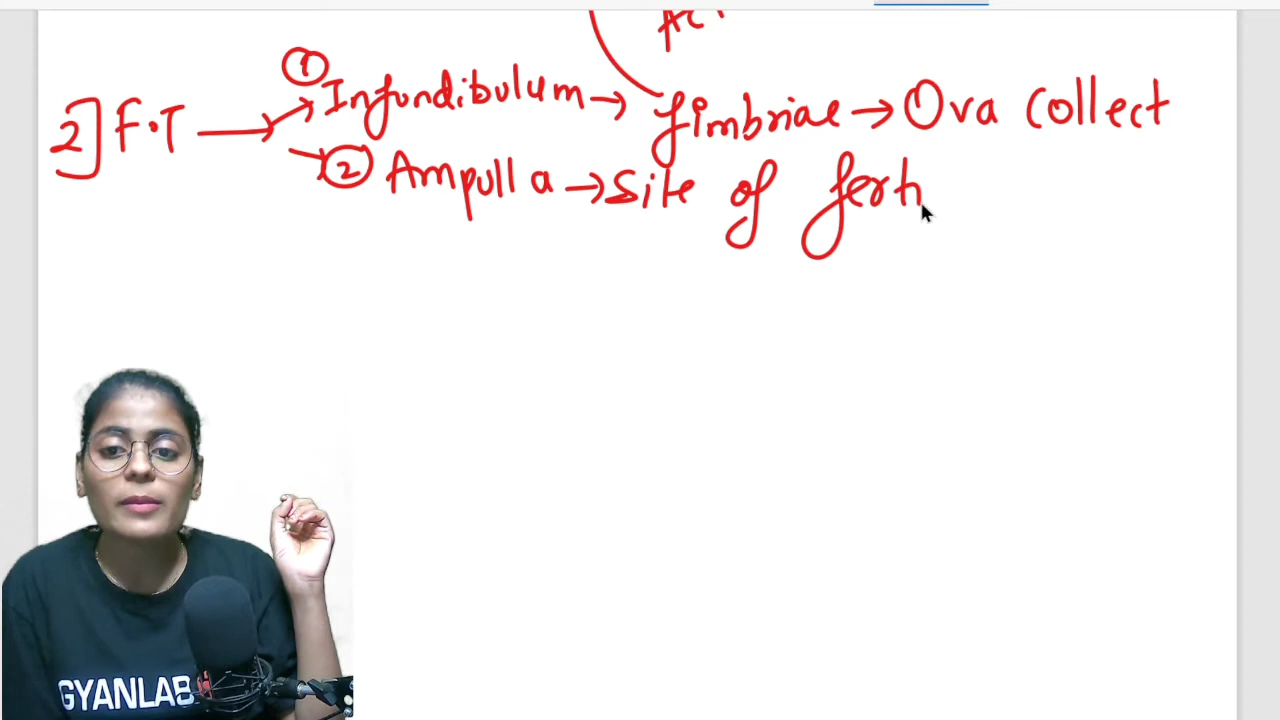 2] F.T → ① Infundibulum → fimbriae → Ova collect
② Ampulla → Site of ferti
GYANLAB